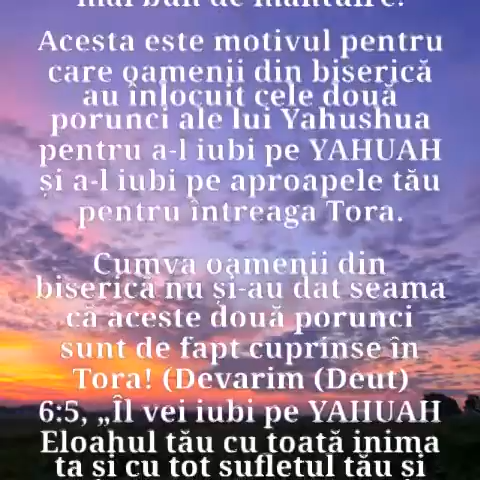 mai bun de mântuire.
Acesta este motivul pentru
care oamenii din biserică
au înlocuit cele două
porunci ale lui Yahushua
pentru a-l iubi pe YAHUAH
și a-l iubi pe aproapele tău
pentru întreaga Tora.
Cumva oamenii din
biserică nu și-au dat seama
că aceste două porunci
sunt de fapt cuprinse în
Tora! (Devarim (Deut)
6:5, „Îl vei iubi pe YAHUAH
Eloahul tău cu toată inima
ta și cu tot sufletul tău și